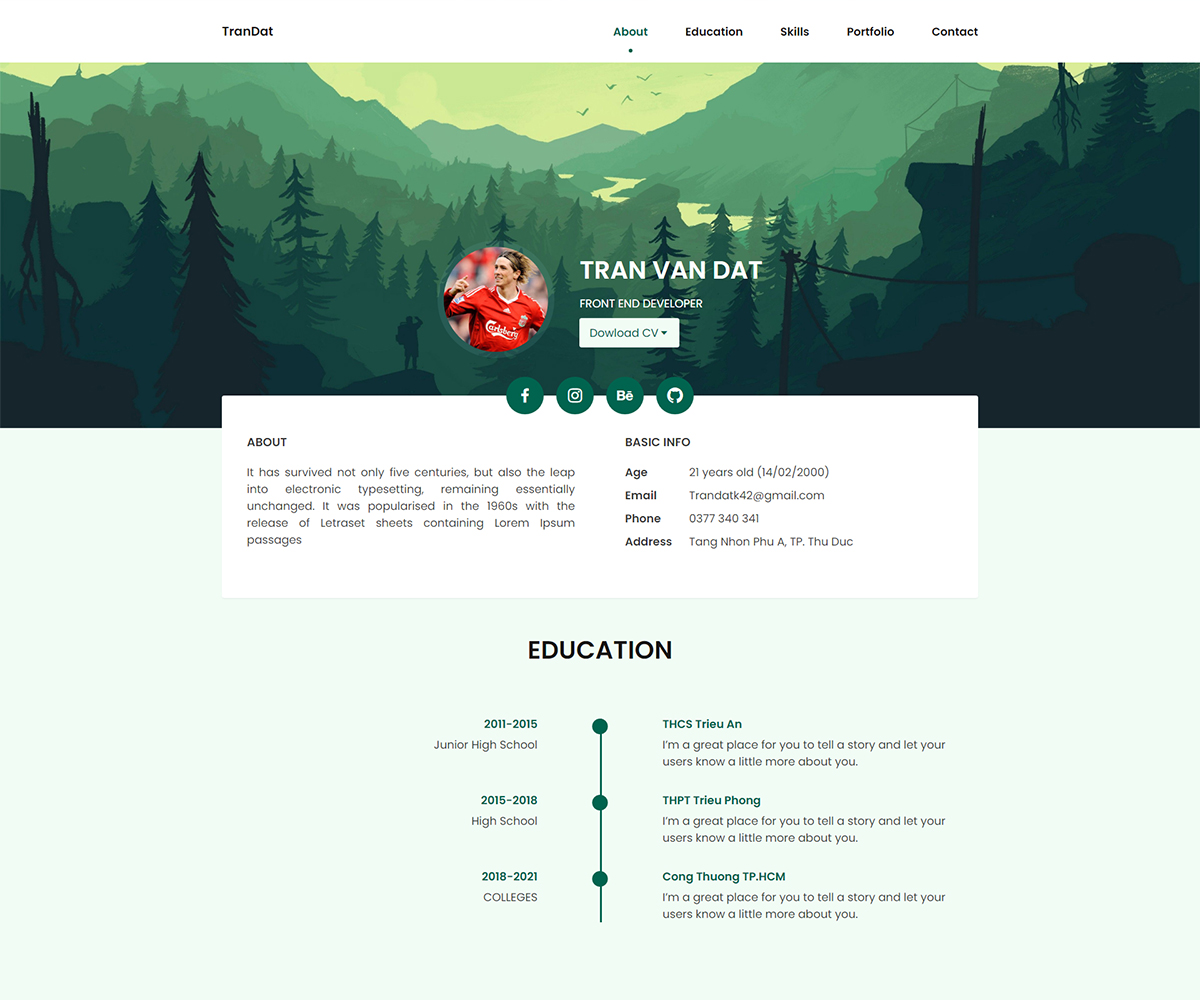 TranDat
About
Education
Skills
Portfolio
Contact
Carlsberg
TRAN VAN DAT
FRONT END DEVELOPER
Dowload CV
Bē
ABOUT
It has survived not only five centuries, but also the leap
into electronic typesetting, remaining essentially
unchanged. It was popularised in the 1960s with the
release of Letraset sheets containing Lorem Ipsum
passages
BASIC INFO
Age 21 years old (14/02/2000)
Email Trandatk42@gmail.com
Phone 0377 340 341
Address Tang Nhon Phu A, TP. Thu Duc
EDUCATION
2011-2015
Junior High School
THCS Trieu An
I'm a great place for you to tell a story and let your
users know a little more about you.
2015-2018
High School
THPT Trieu Phong
I'm a great place for you to tell a story and let your
users know a little more about you.
2018-2021
COLLEGES
Cong Thuong TP.HCM
I'm a great place for you to tell a story and let your
users know a little more about you.